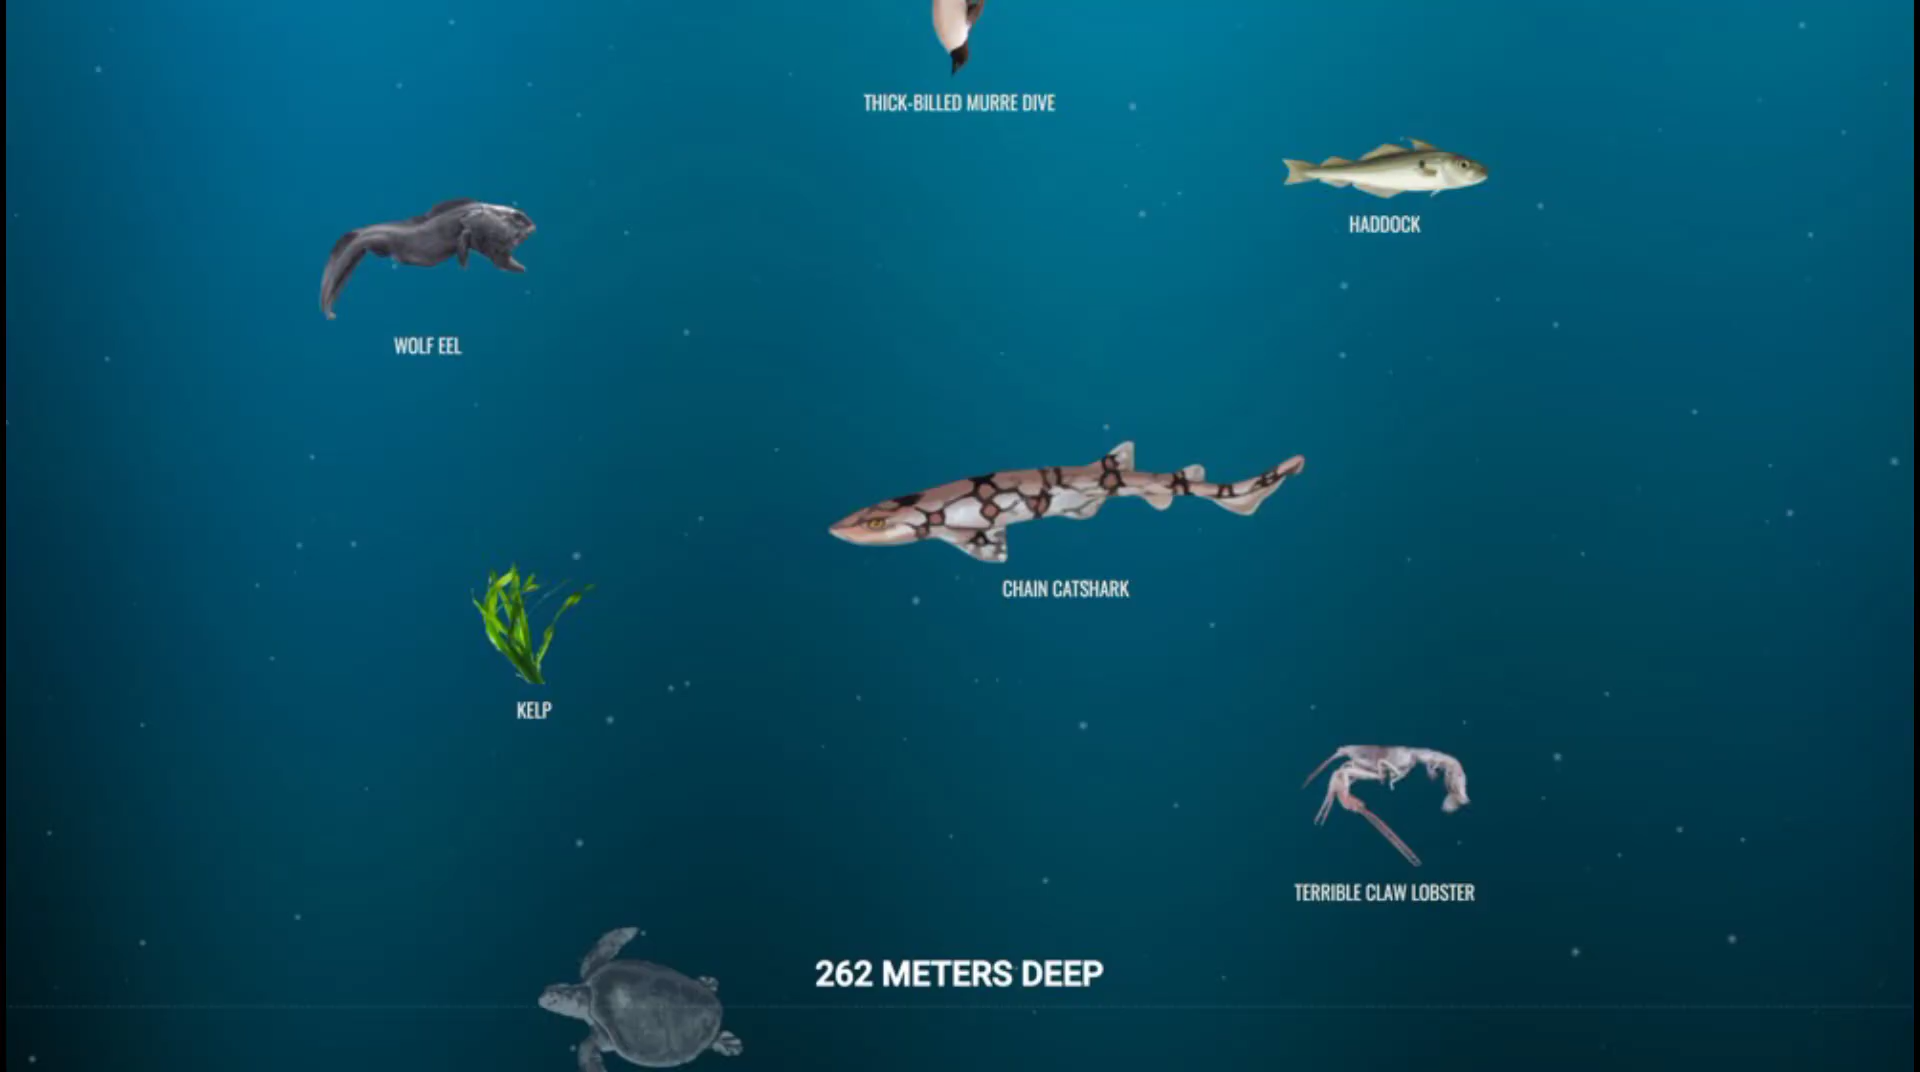 THICK-BILLED MURRE DIVE
HADDOCK
WOLF EEL
CHAIN CATSHARK
KELP
TERRIBLE CLAW LOBSTER
262 METERS DEEP